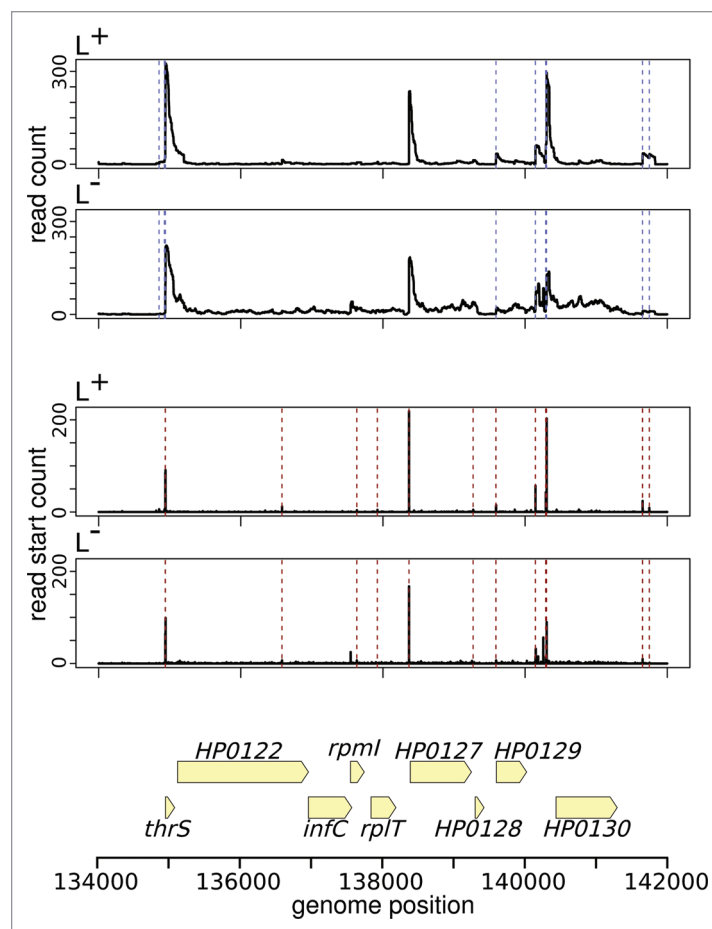 L+
300
0
read count
L-
300
0
L+
200
0
read start count
L-
200
0
HP0122 rpmI HP0127 HP0129
thrS infC rplT HP0128 HP0130
134000 136000 138000 140000 142000
genome position